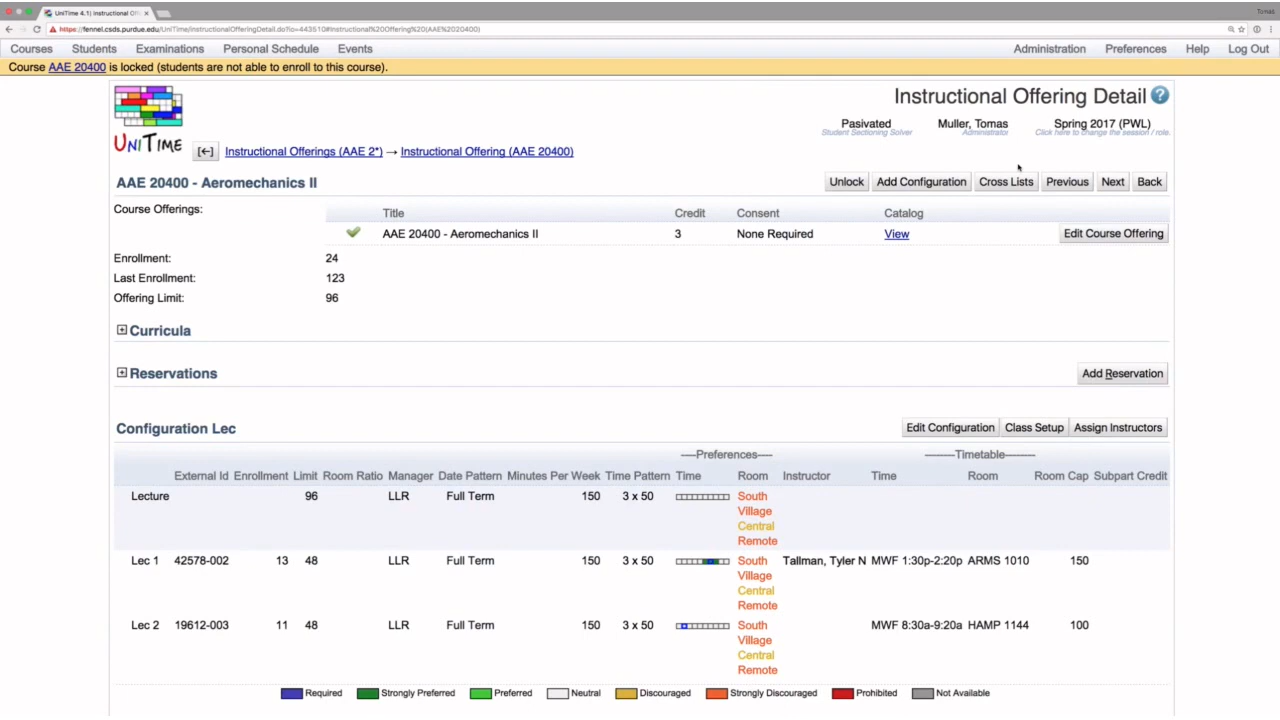 UniTime 4.1| Instructional Of
Tomas
https://fennel.csds.purdue.edu/UniTime/instructionalOfferingDetail.do?io=443510#Instructional%20Offering%20(AAE%2020400)
Courses Students Examinations Personal Schedule Events Administration Preferences Help Log Out
Course AAE 20400 is locked (students are not able to enroll to this course).
Instructional Offering Detail ?
Pasivated Muller, Tomas Spring 2017 (PWL)
Student Sectioning Solver Administrator Click here to change the session / role.
UNITIME [←] Instructional Offerings (AAE 2*) → Instructional Offering (AAE 20400)
AAE 20400 - Aeromechanics II Unlock Add Configuration Cross Lists Previous Next Back
Course Offerings: Title Credit Consent Catalog
AAE 20400 - Aeromechanics II 3 None Required View Edit Course Offering
Enrollment: 24
Last Enrollment: 123
Offering Limit: 96
Curricula
Reservations Add Reservation
Configuration Lec Edit Configuration Class Setup Assign Instructors
----Preferences---- --------Timetable--------
External Id Enrollment Limit Room Ratio Manager Date Pattern Minutes Per Week Time Pattern Time Room Instructor Time Room Room Cap Subpart Credit
Lecture 96 LLR Full Term 150 3 x 50 South
Village
Central
Remote
Lec 1 42578-002 13 48 LLR Full Term 150 3 x 50 South Tallman, Tyler N MWF 1:30p-2:20p ARMS 1010 150
Village
Central
Remote
Lec 2 19612-003 11 48 LLR Full Term 150 3 x 50 South MWF 8:30a-9:20a HAMP 1144 100
Village
Central
Remote
Required Strongly Preferred Preferred Neutral Discouraged Strongly Discouraged Prohibited Not Available